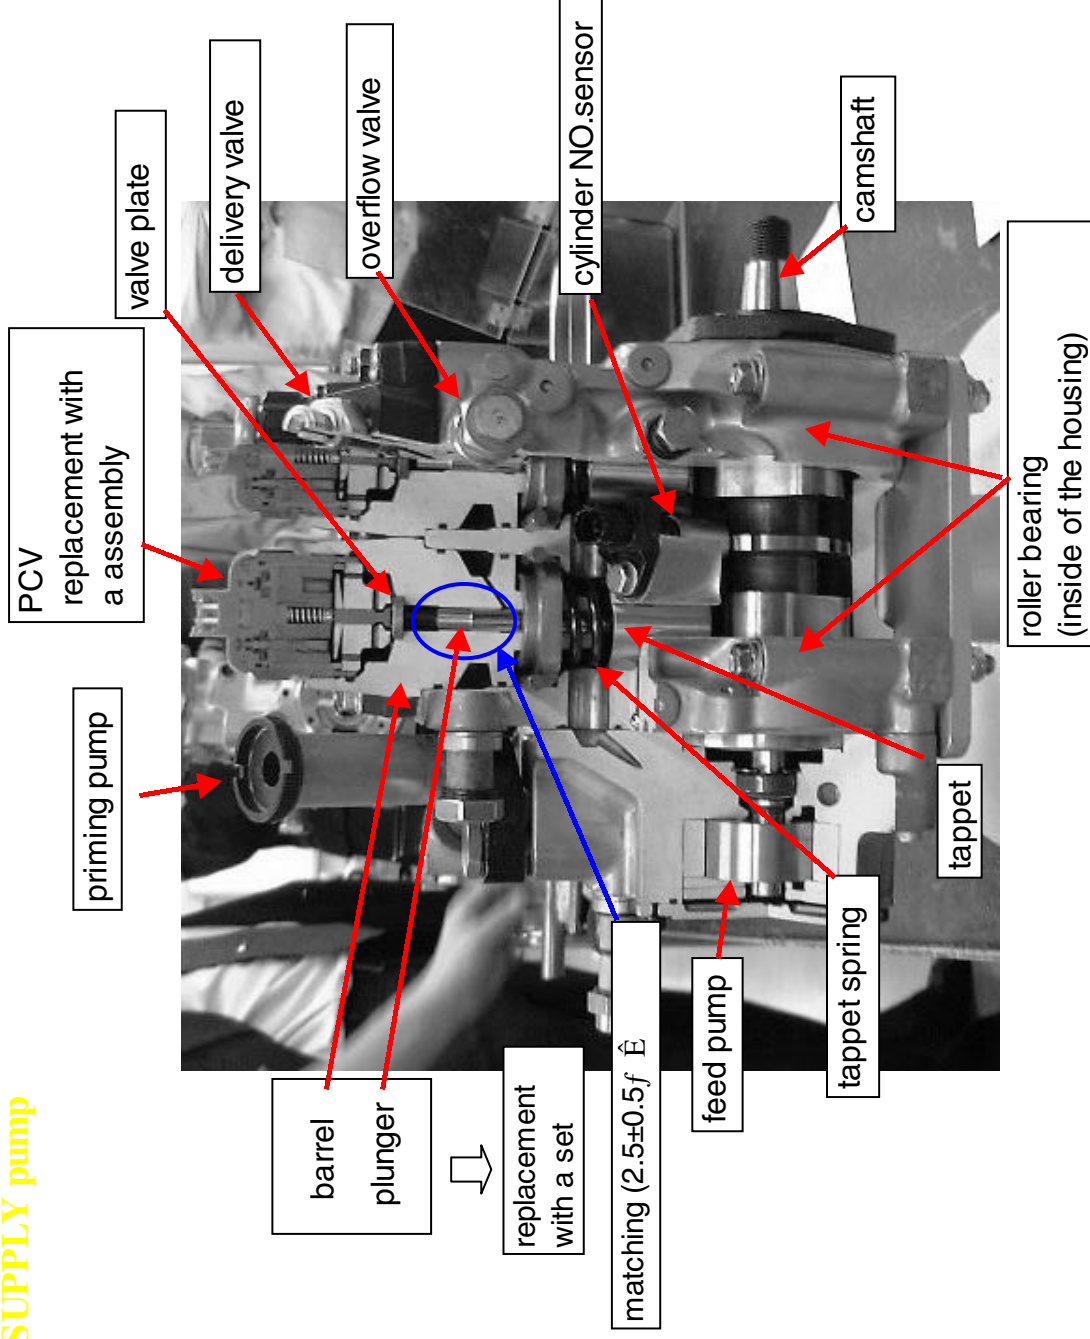 SUPPLY pump
priming pump
PCV
replacement with
a assembly
valve plate
delivery valve
overflow valve
cylinder NO.sensor
camshaft
barrel
plunger
replacement
with a set
matching (2.5±0.5ƒ Ê
feed pump
tappet spring
tappet
roller bearing
(inside of the housing)